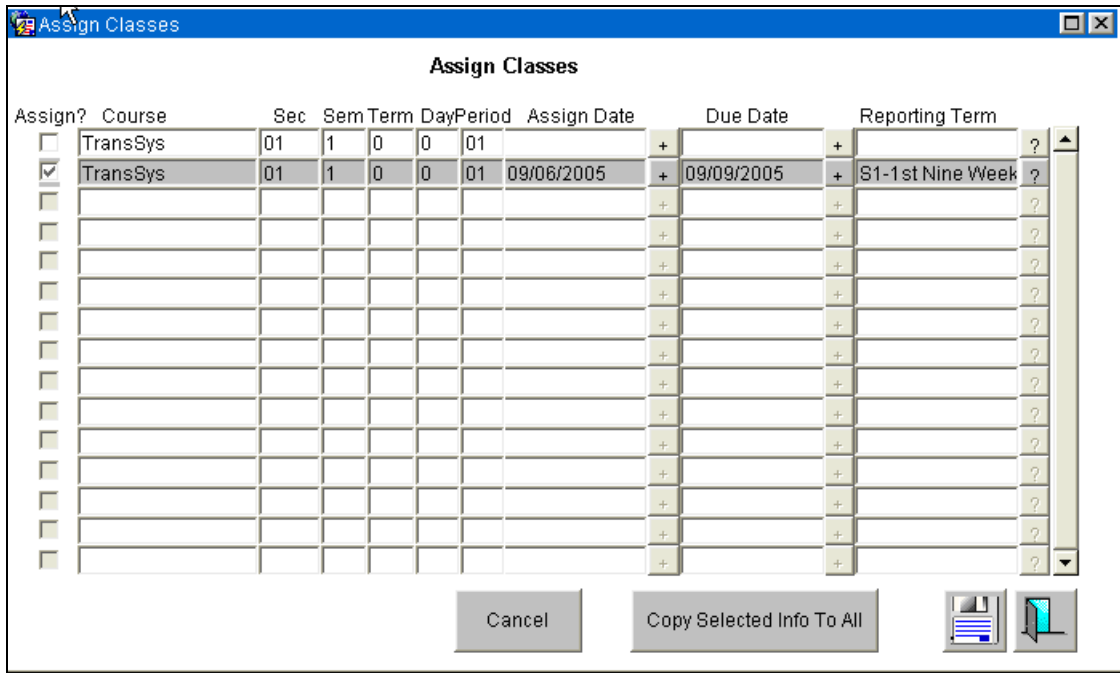 Assign Classes
Assign Classes
Assign? Course Sec Sem Term Day Period Assign Date Due Date Reporting Term
TransSys 01 1 0 0 01 + + ?
TransSys 01 1 0 0 01 09/06/2005 + 09/09/2005 + S1-1st Nine Week ?
+ + ?
+ + ?
+ + ?
+ + ?
+ + ?
+ + ?
+ + ?
+ + ?
+ + ?
+ + ?
+ + ?
+ + ?
+ + ?
Cancel Copy Selected Info To All